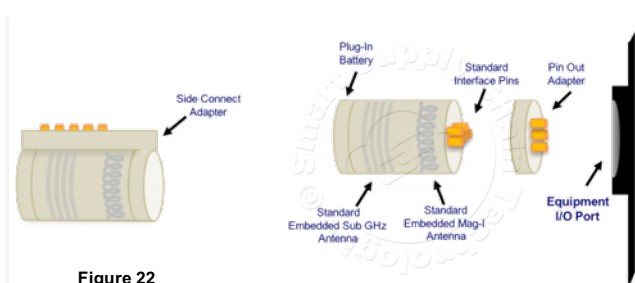 Side Connect
Adapter
Figure 22
Plug-In
Battery
Standard
Interface Pins
Pin Out
Adapter
Standard
Embedded Sub GHz
Antenna
Standard
Embedded Mag-I
Antenna
Equipment
I/O Port